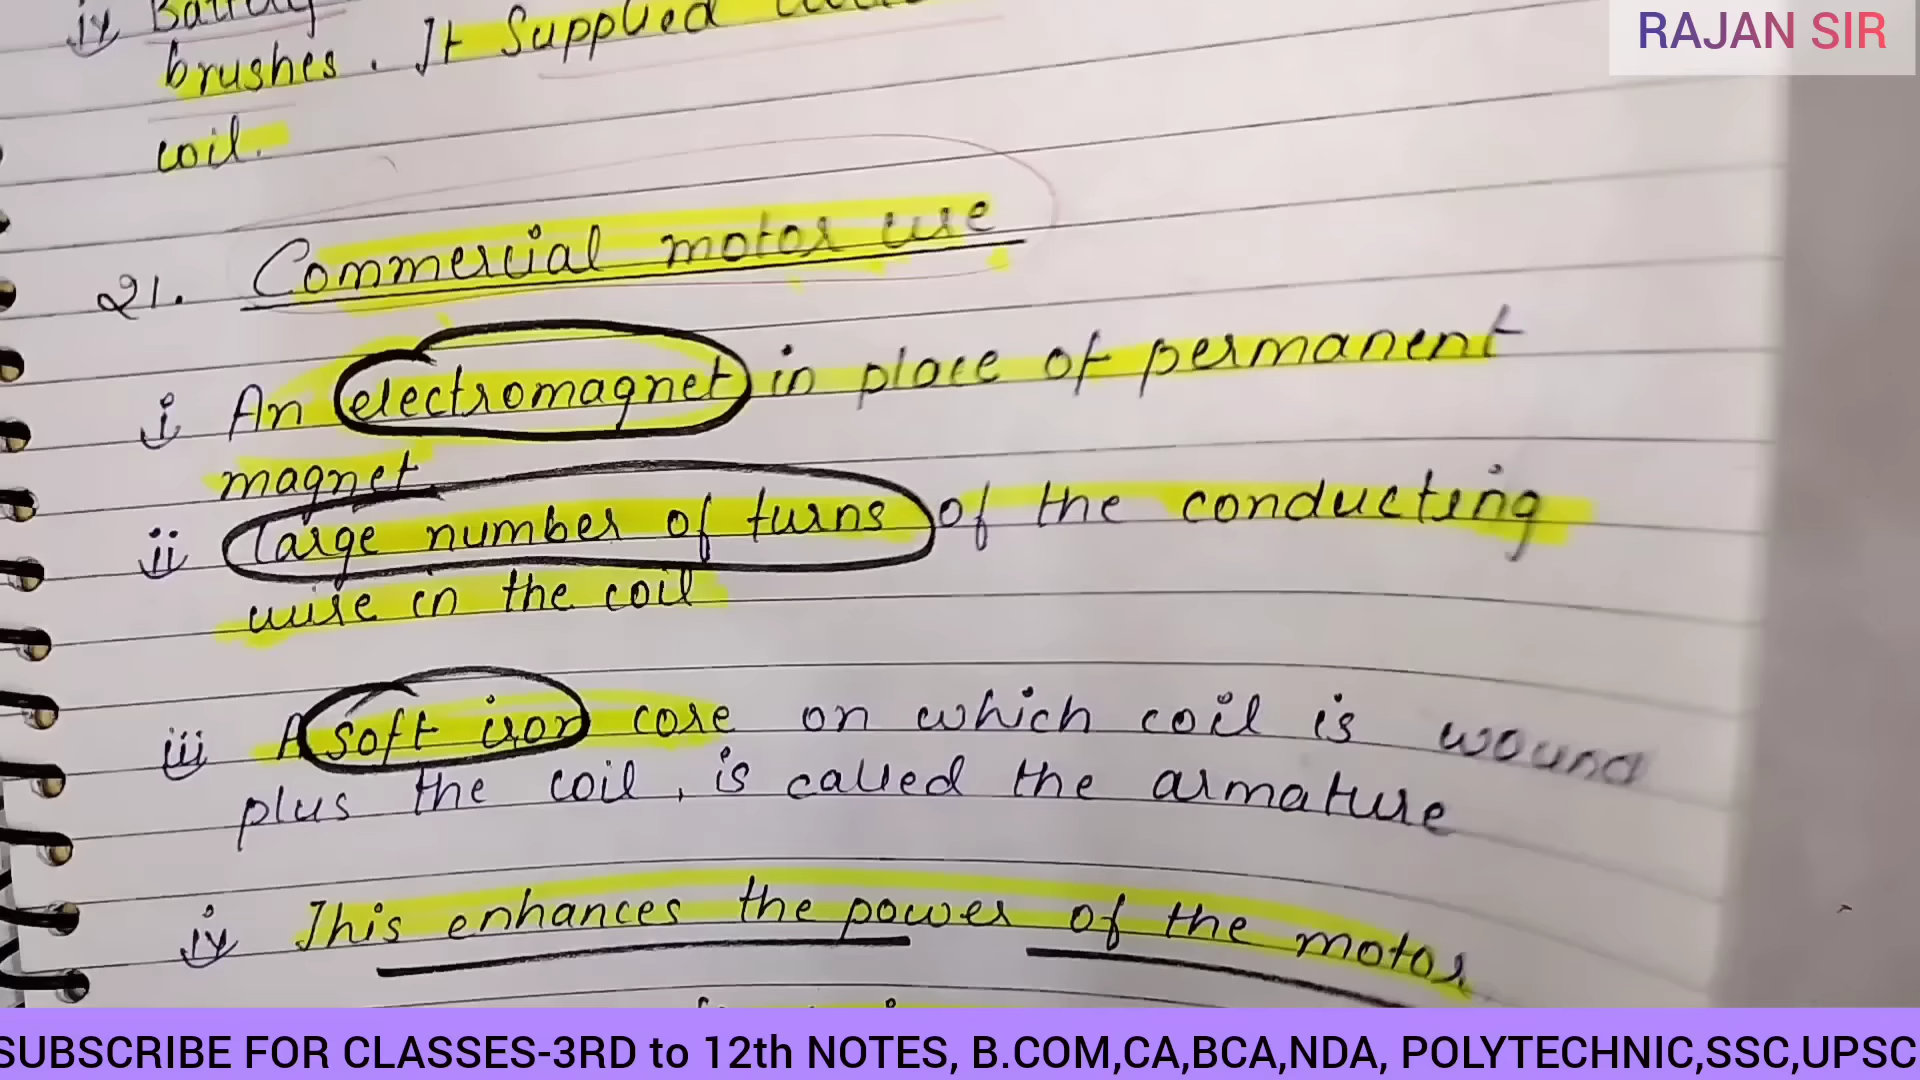 RAJAN SIR
iv Battery
brushes. It Supplied
coil.
21. Commercial motor use
i An electromagnet in place of permanent
magnet.
ii Large number of turns of the conducting
wire in the coil
iii A soft iron core on which coil is wound
plus the coil, is called the armature
iv This enhances the power of the motor
SUBSCRIBE FOR CLASSES-3RD to 12th NOTES, B.COM,CA,BCA,NDA, POLYTECHNIC,SSC,UPSC